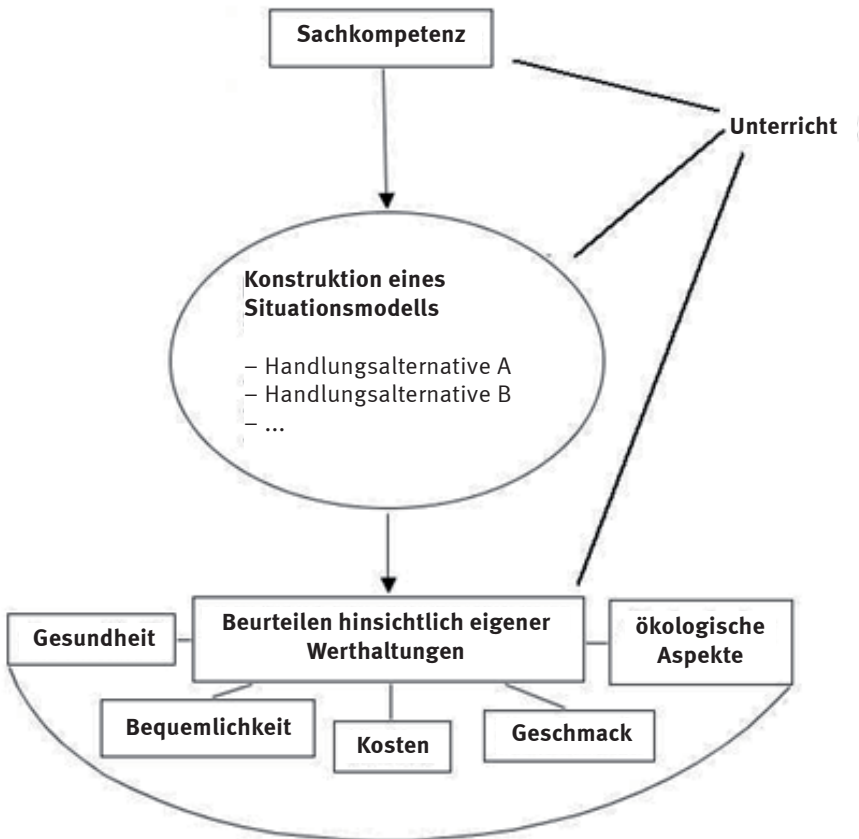 Sachkompetenz
Unterricht
Konstruktion eines
Situationsmodells
– Handlungsalternative A
– Handlungsalternative B
– ...
Gesundheit
Beurteilen hinsichtlich eigener
Werthaltungen
ökologische
Aspekte
Bequemlichkeit
Kosten
Geschmack